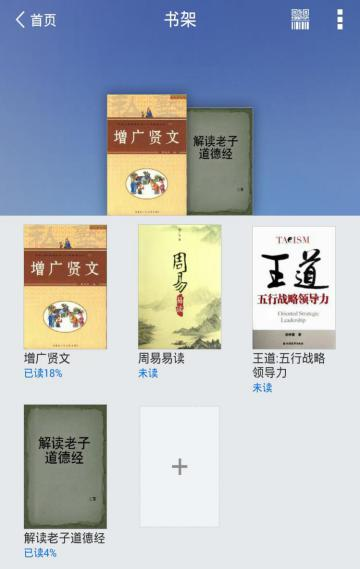 首页
书架
增广贤文
解读老子
道德经
增广贤文
周易
易读
TAOISM
王道
五行战略领导力
Oriented Strategic
Leadership
增广贤文
已读18%
周易易读
未读
王道:五行战略
领导力
未读
解读老子
道德经
解读老子道德经
已读4%